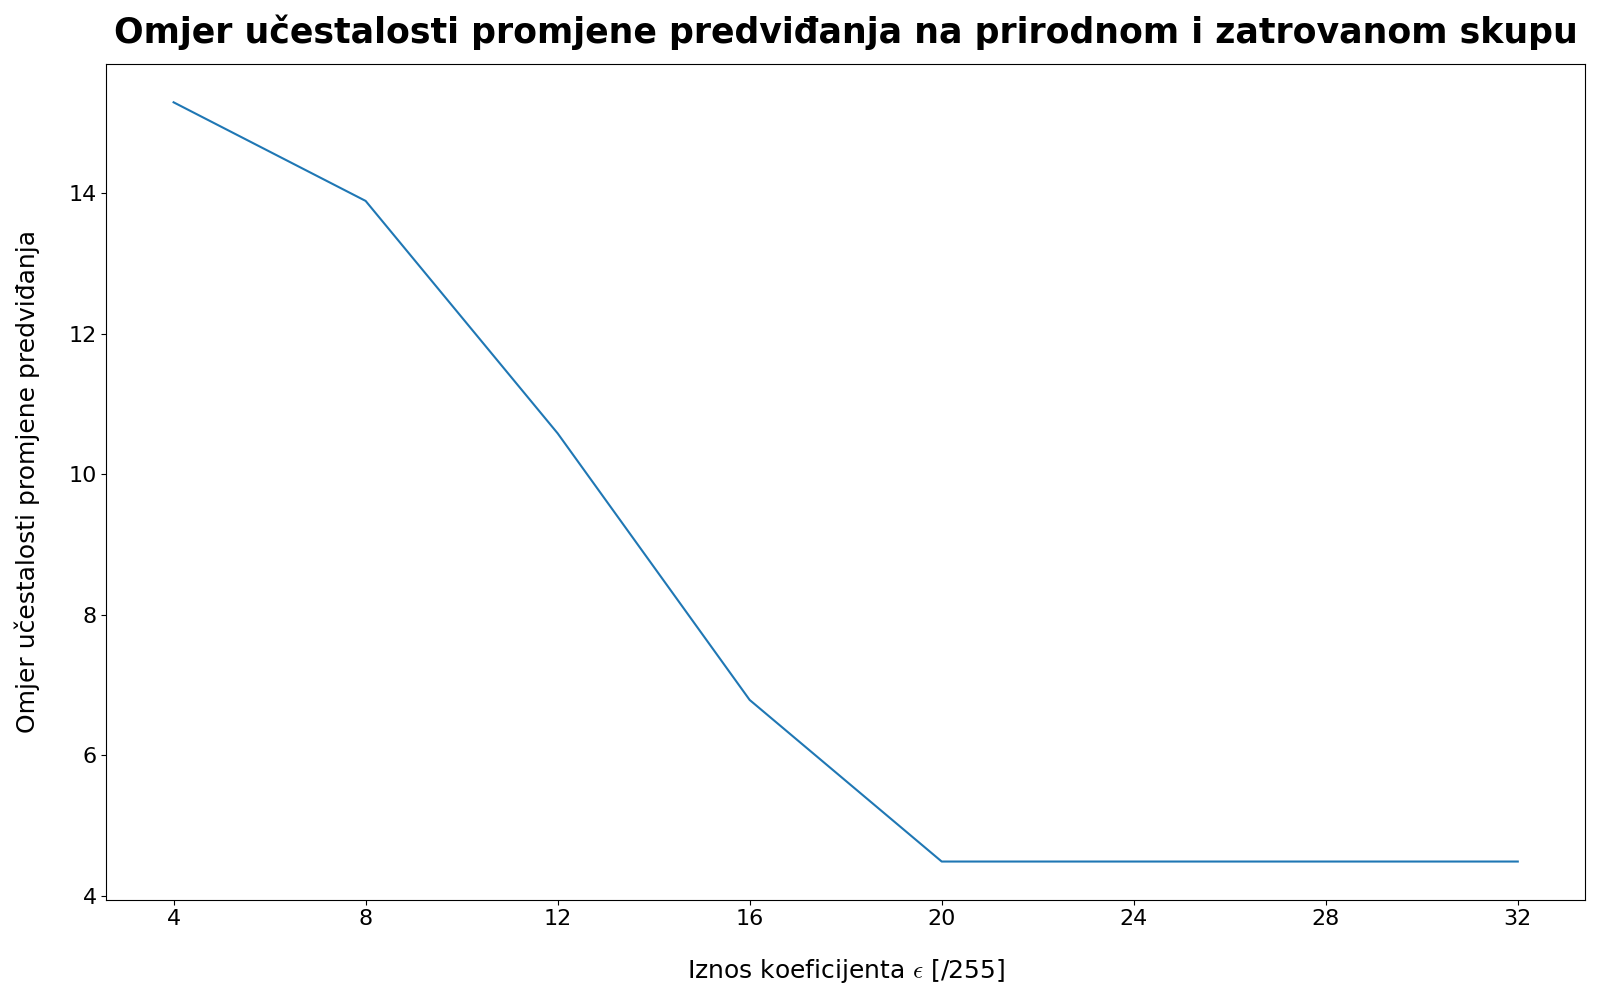 Omjer učestalosti promjene predviđanja na prirodnom i zatrovanom skupu
Omjer učestalosti promjene predviđanja
14
12
10
8
6
4
4 8 12 16 20 24 28 32
Iznos koeficijenta ϵ [/255]